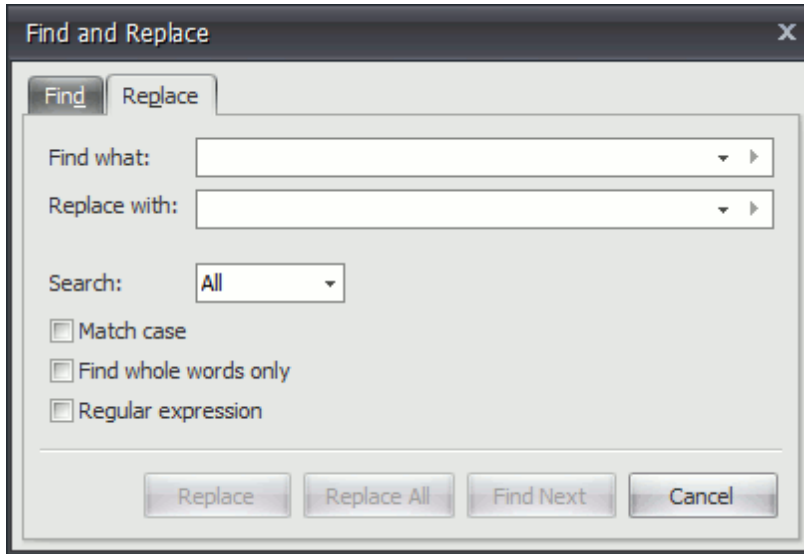 Find and Replace x
Find Replace
Find what:
Replace with:
Search: All
Match case
Find whole words only
Regular expression
Replace Replace All Find Next Cancel